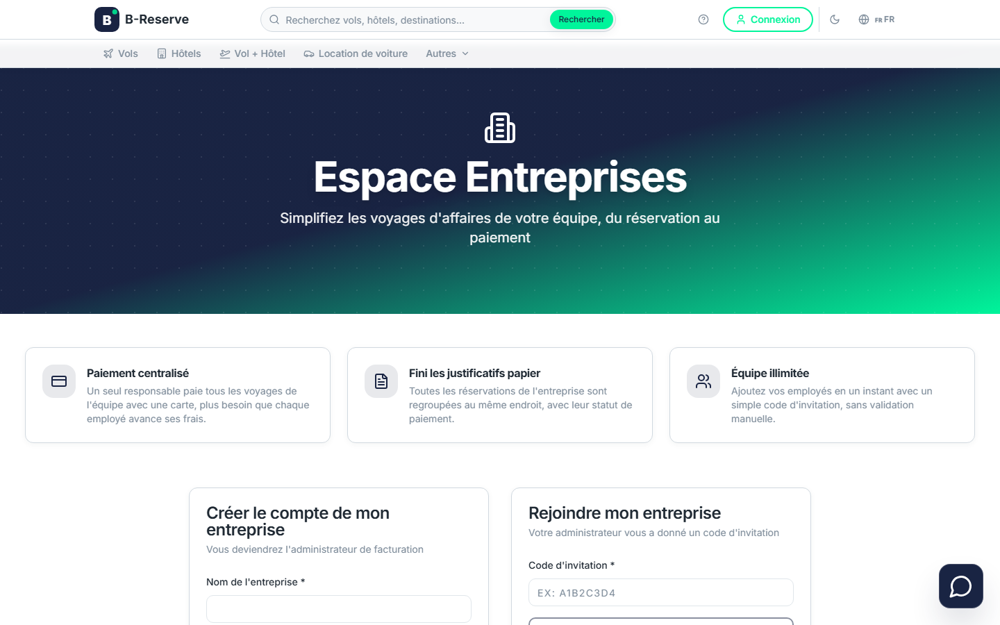 B B-Reserve
Recherchez vols, hôtels, destinations...
Rechercher
Connexion
FR FR
Vols
Hôtels
Vol + Hôtel
Location de voiture
Autres
Espace Entreprises
Simplifiez les voyages d'affaires de votre équipe, du réservation au
paiement
Paiement centralisé
Un seul responsable paie tous les voyages de
l'équipe avec une carte, plus besoin que chaque
employé avance ses frais.
Fini les justificatifs papier
Toutes les réservations de l'entreprise sont
regroupées au même endroit, avec leur statut de
paiement.
Équipe illimitée
Ajoutez vos employés en un instant avec un
simple code d'invitation, sans validation
manuelle.
Créer le compte de mon
entreprise
Vous deviendrez l'administrateur de facturation
Nom de l'entreprise *
Rejoindre mon entreprise
Votre administrateur vous a donné un code d'invitation
Code d'invitation *
EX: A1B2C3D4